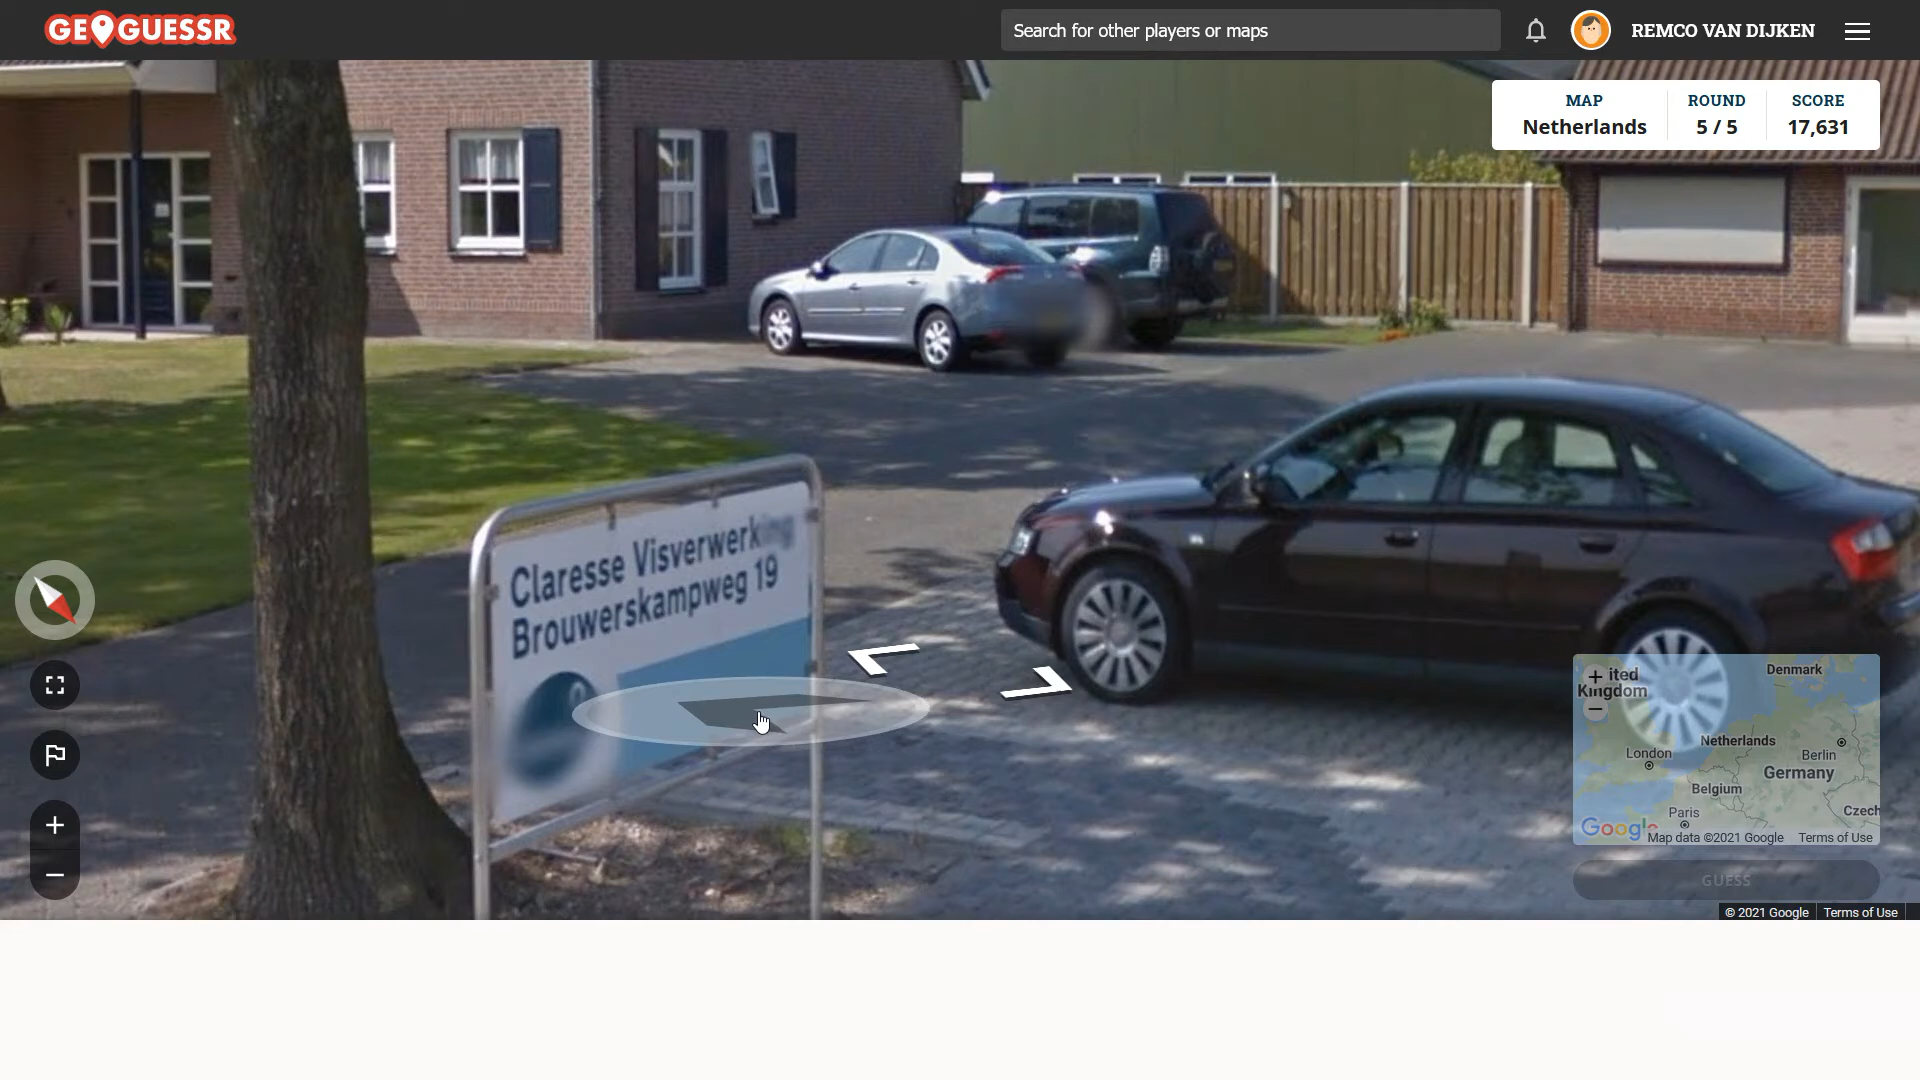 GEOGUESSR
Search for other players or maps
REMCO VAN DIJKEN
MAP
Netherlands
ROUND
5 / 5
SCORE
17,631
Claresse Visverwerking
Brouwerskampweg 19
ited
Kingdom
Denmark
London
Netherlands
Berlin
Germany
Belgium
Paris
Czech
Google
Map data ©2021 Google
Terms of Use
GUESS
© 2021 Google
Terms of Use